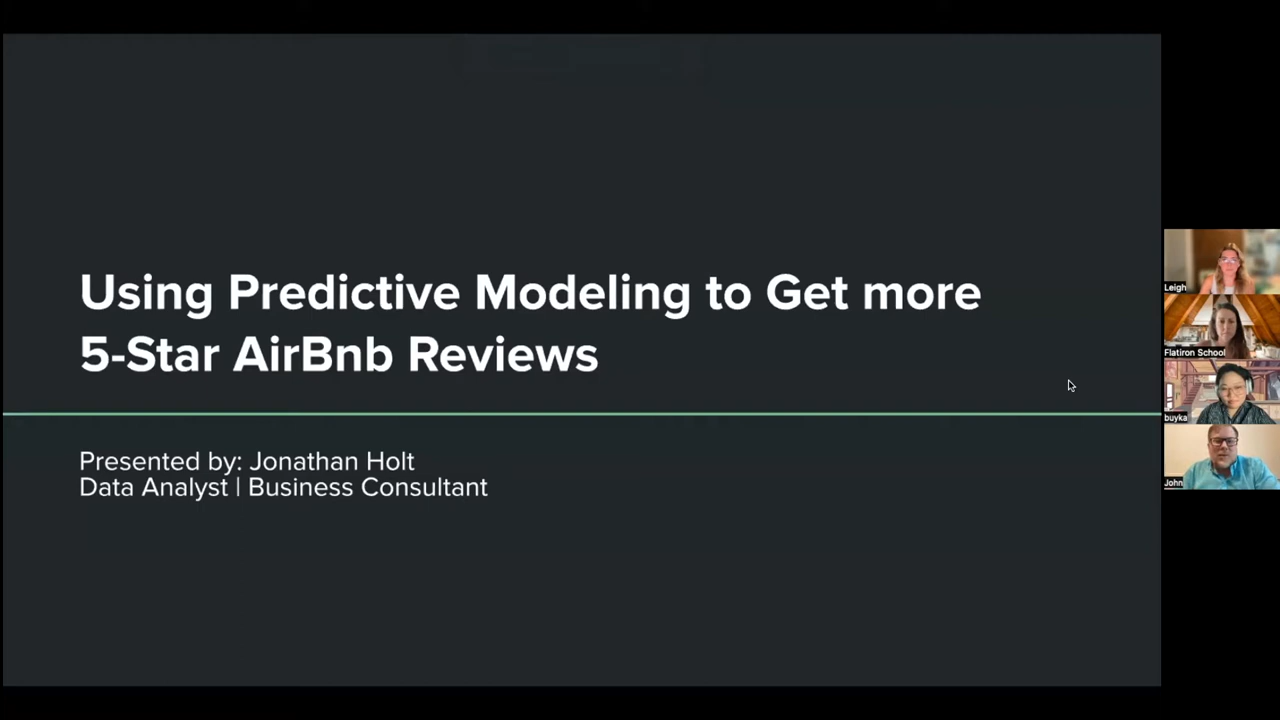 Using Predictive Modeling to Get more
5-Star AirBnb Reviews
Presented by: Jonathan Holt
Data Analyst | Business Consultant
Leigh
Flatiron School
buyka
John